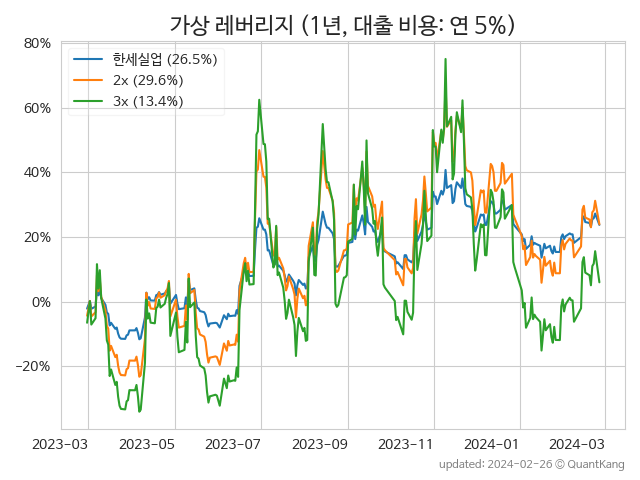 가상 레버리지 (1년, 대출 비용: 연 5%)
80%
60%
40%
20%
0%
−20%
한세실업 (26.5%)
2x (29.6%)
3x (13.4%)
2023-03 2023-05 2023-07 2023-09 2023-11 2024-01 2024-03
updated: 2024-02-26 © QuantKang